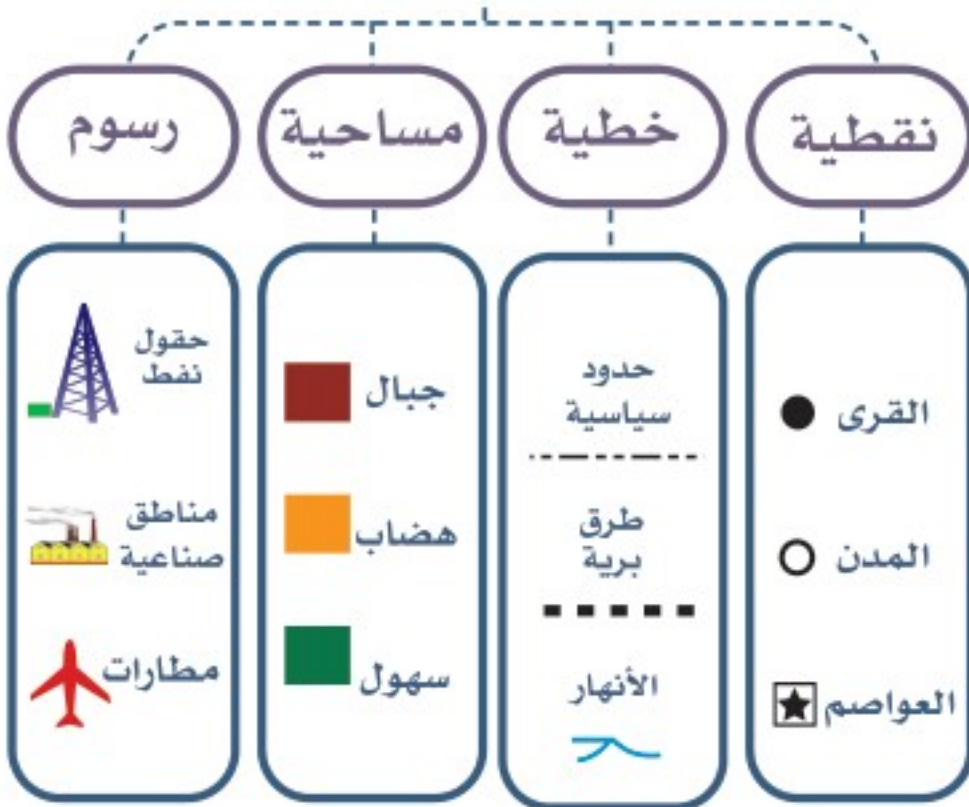 نقطية
خطية
مساحية
رسوم
القرى
المدن
العواصم
حدود
سياسية
طرق
برية
الأنهار
جبال
هضاب
سهول
حقول
نفط
مناطق
صناعية
مطارات